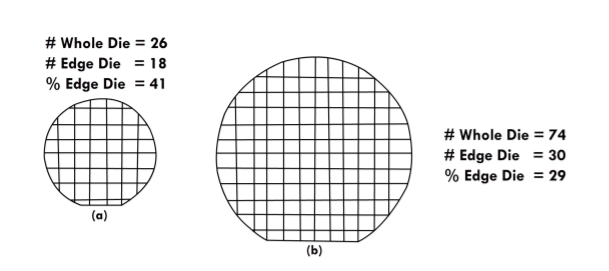 # Whole Die = 26
# Edge Die = 18
% Edge Die = 41
(a)
# Whole Die = 74
# Edge Die = 30
% Edge Die = 29
(b)